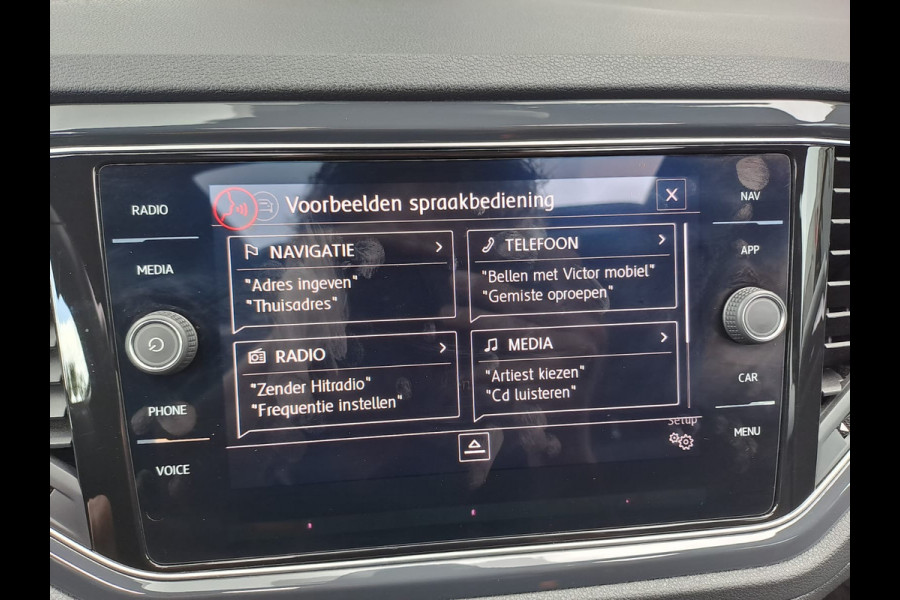 Voorbeelden spraakbediening X
RADIO
MEDIA
PHONE
VOICE
NAVIGATIE >
"Adres ingeven"
"Thuisadres"
TELEFOON >
"Bellen met Victor mobiel"
"Gemiste oproepen"
RADIO >
"Zender Hitradio"
"Frequentie instellen"
MEDIA >
"Artiest kiezen"
"Cd luisteren"
Setup
NAV
APP
CAR
MENU